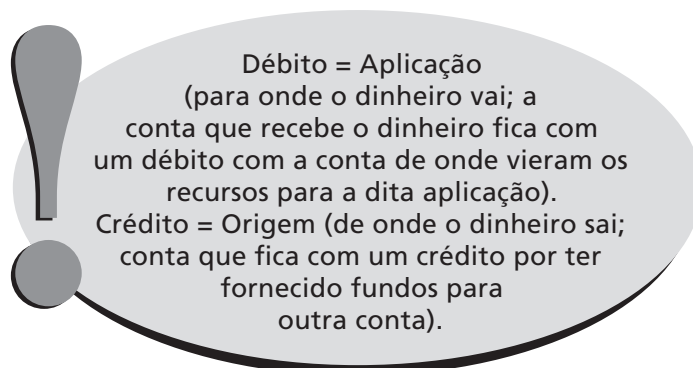 Débito = Aplicação
(para onde o dinheiro vai; a
conta que recebe o dinheiro fica com
um débito com a conta de onde vieram os
recursos para a dita aplicação).
Crédito = Origem (de onde o dinheiro sai;
conta que fica com um crédito por ter
fornecido fundos para
outra conta).